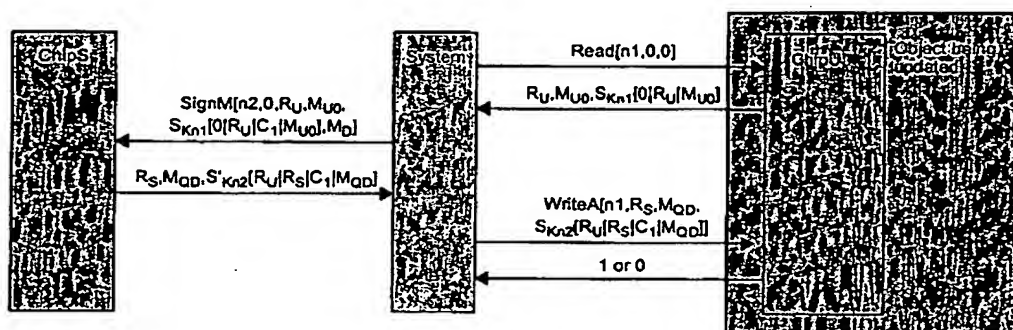 ChipS
System
ChipU
Object being
updated
Read[n1,0,0]
R_U,M_U0,S_Kn1[0|R_U|M_U0]
SignM[n2,0,R_U,M_U0,
S_Kn1[0|R_U|C_1|M_U0],M_D]
R_S,M_QD,S'_Kn2[R_U|R_S|C_1|M_QD]
WriteA[n1,R_S,M_QD,
S_Kn2[R_U|R_S|C_1|M_QD]]
1 or 0